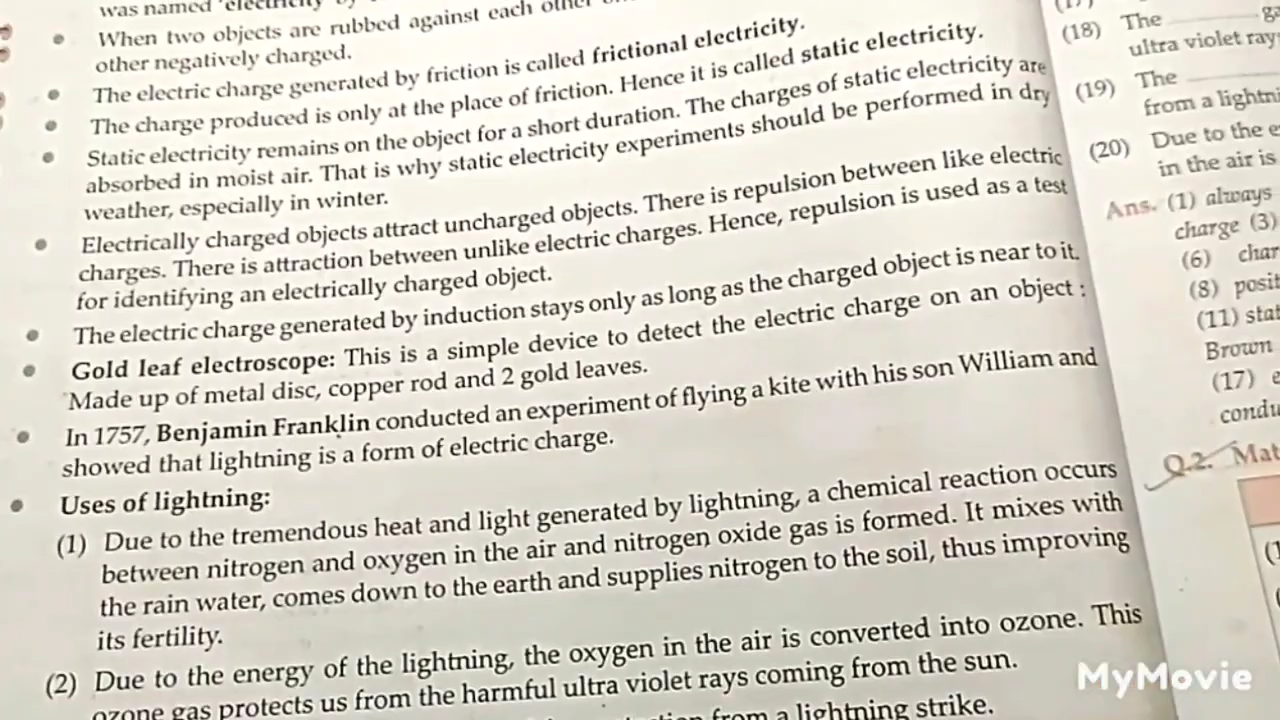 was named 'electricity
• When two objects are rubbed against each other
other negatively charged.
• The electric charge generated by friction is called frictional electricity.
• The charge produced is only at the place of friction. Hence it is called static electricity.
• Static electricity remains on the object for a short duration. The charges of static electricity are
absorbed in moist air. That is why static electricity experiments should be performed in dry
weather, especially in winter.
• Electrically charged objects attract uncharged objects. There is repulsion between like electric
charges. There is attraction between unlike electric charges. Hence, repulsion is used as a test
for identifying an electrically charged object.
• The electric charge generated by induction stays only as long as the charged object is near to it.
• Gold leaf electroscope: This is a simple device to detect the electric charge on an object :
Made up of metal disc, copper rod and 2 gold leaves.
• In 1757, Benjamin Franklin conducted an experiment of flying a kite with his son William and
showed that lightning is a form of electric charge.
• Uses of lightning:
(1) Due to the tremendous heat and light generated by lightning, a chemical reaction occurs
between nitrogen and oxygen in the air and nitrogen oxide gas is formed. It mixes with
the rain water, comes down to the earth and supplies nitrogen to the soil, thus improving
its fertility.
(2) Due to the energy of the lightning, the oxygen in the air is converted into ozone. This
ozone gas protects us from the harmful ultra violet rays coming from the sun.
from a lightning strike.
(18) The ________ ga
ultra violet ray
(19) The ________
from a lightni
(20) Due to the e
in the air is
Ans. (1) always
charge (3)
(6) char
(8) posit
(11) stat
Brown
(17) e
condu
Q.2. Mat
(1
MyMovie